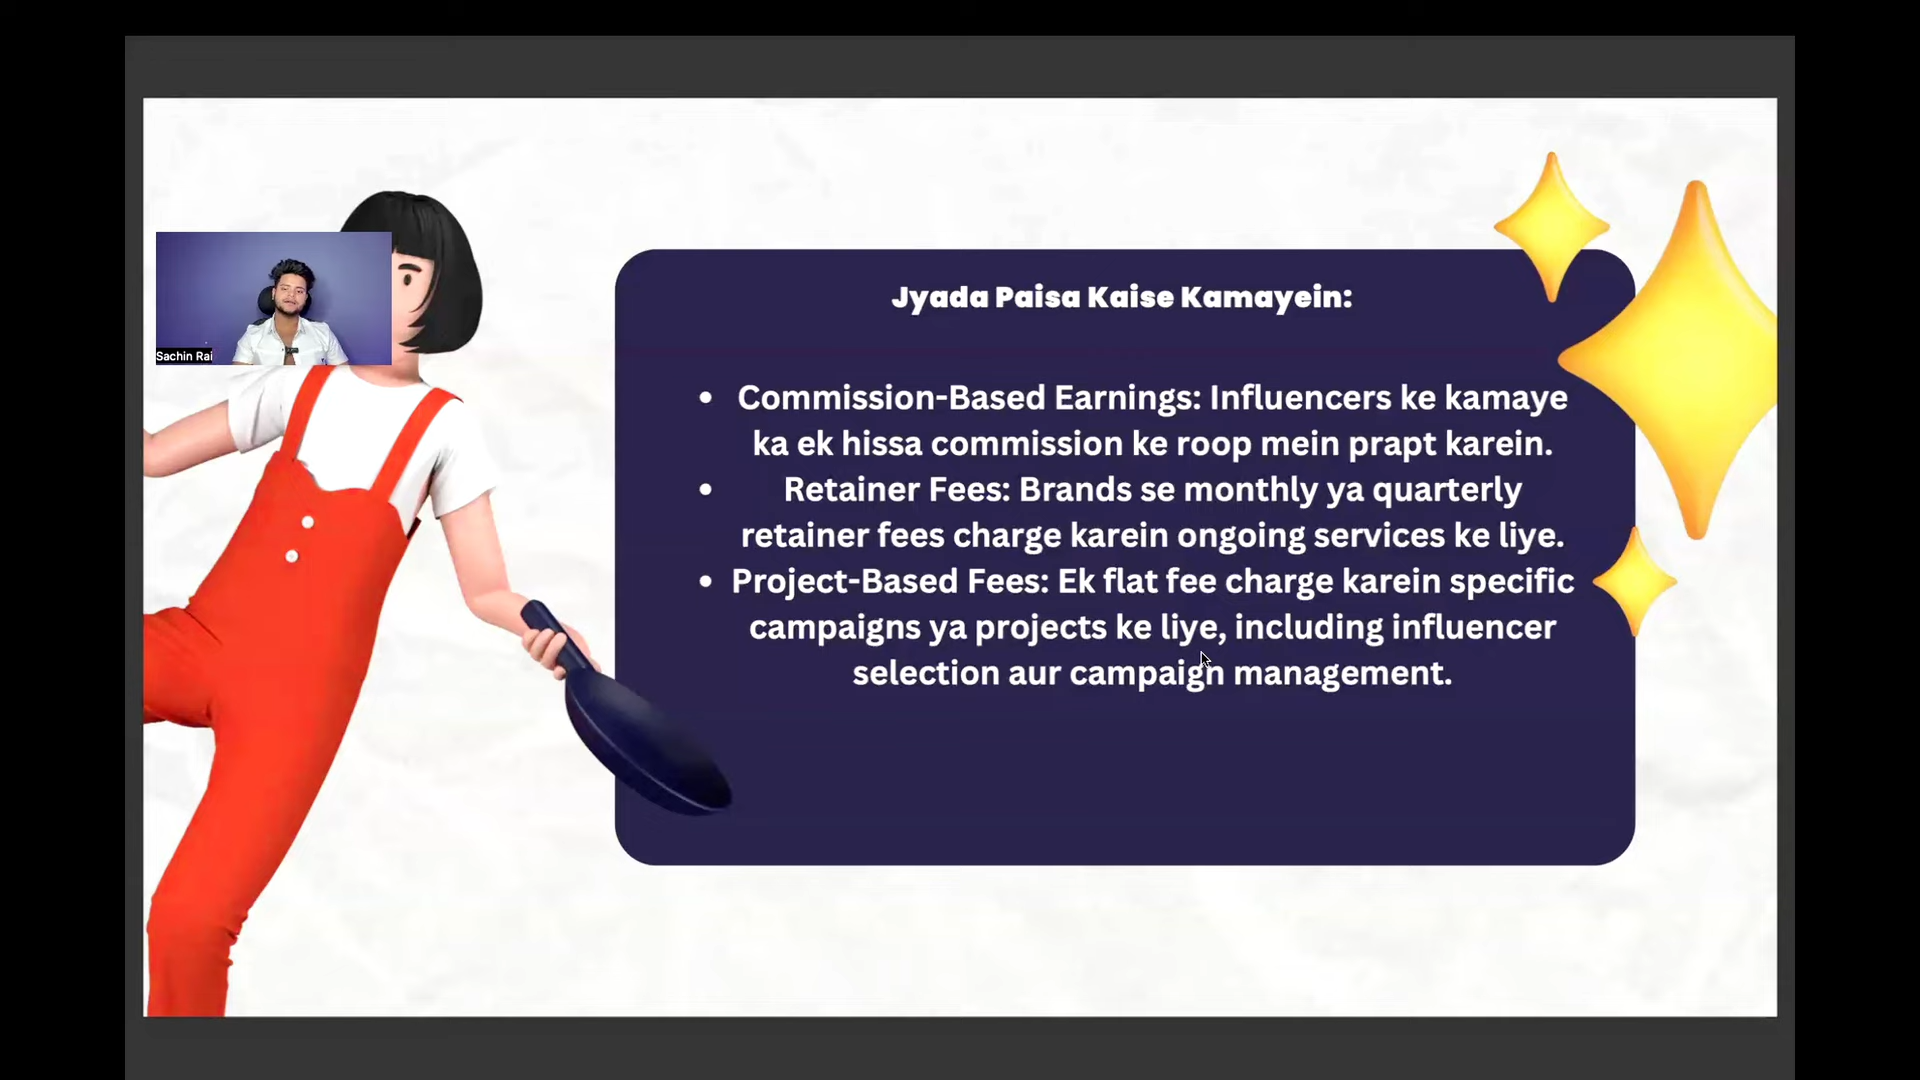 Jyada Paisa Kaise Kamayein:
Sachin Rai
• Commission-Based Earnings: Influencers ke kamaye
ka ek hissa commission ke roop mein prapt karein.
• Retainer Fees: Brands se monthly ya quarterly
retainer fees charge karein ongoing services ke liye.
• Project-Based Fees: Ek flat fee charge karein specific
campaigns ya projects ke liye, including influencer
selection aur campaign management.